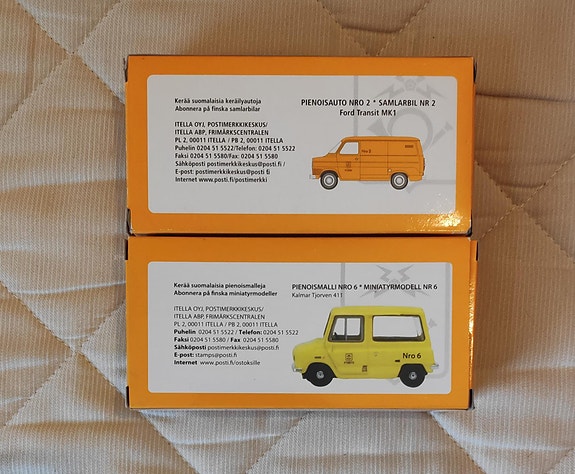 Kerää suomalaisia keräilyautoja
Abonnera på finska samlarbilar
ITELLA OYJ, POSTIMERKKIKESKUS/
ITELLA ABP, FRIMÄRKSCENTRALEN
PL 2, 00011 ITELLA / PB 2, 00011 ITELLA
Puhelin 0204 51 5522/Telefon: 0204 51 5522
Faksi 0204 51 5580/Fax: 0204 51 5580
Sähköposti postimerkkikeskus@posti.fi /
E-post: postimerkkikeskus@posti.fi
Internet www.posti.fi/postimerkki
PIENOISAUTO NRO 2 * SAMLARBIL NR 2
Ford Transit MK1
Nro 2
Kerää suomalaisia pienoismalleja
Abonnera på finska miniatyrmodeller
ITELLA OYJ, POSTIMERKKIKESKUS/
ITELLA ABP, FRIMÄRKSCENTRALEN
PL 2, 00011 ITELLA / PB 2, 00011 ITELLA
Puhelin 0204 51 5522 / Telefon: 0204 51 5522
Faksi 0204 51 5580 / Fax 0204 51 5580
Sähköposti postimerkkikeskus@posti.fi
E-post: stamps@posti.fi
Internet www.posti.fi/ostoksille
PIENOISMALLI NRO 6 * MINIATYRMODELL NR 6
Kalmar Tjorven 411
Nro 6